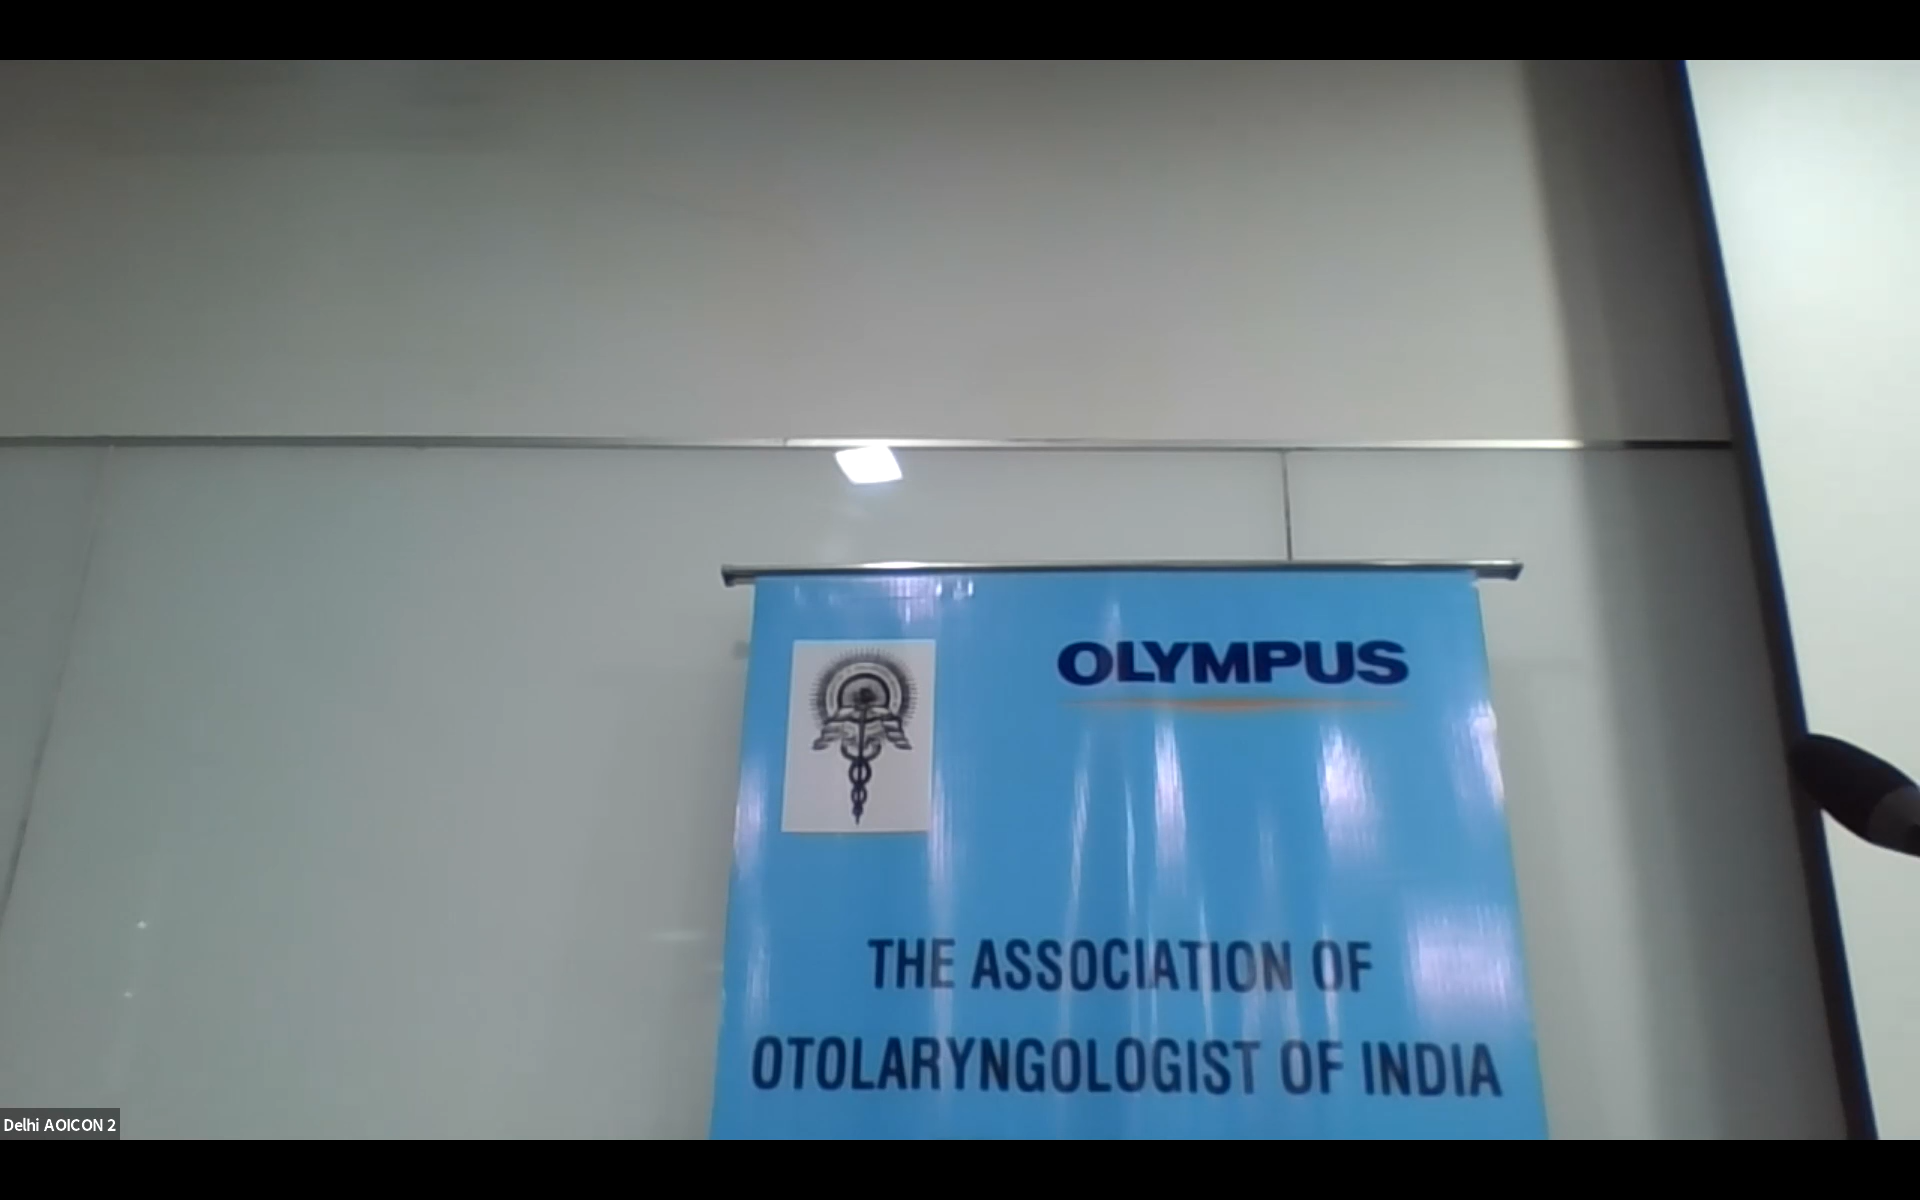 OLYMPUS
THE ASSOCIATION OF
OTOLARYNGOLOGIST OF INDIA
Delhi AOICON 2